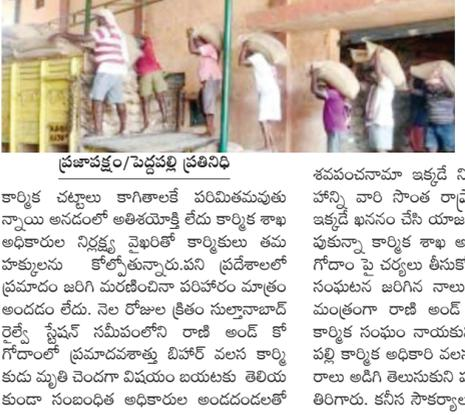 ప్రజాపక్షం/పెద్దపల్లి ప్రతినిధి
కార్మిక చట్టాలు కాగితాలకే పరిమితమవుతు
న్నాయి అనడంలో అతిశయోక్తి లేదు కార్మిక శాఖ
అధికారుల నిర్లక్ష్య వైఖరితో కార్మికులు తమ
హక్కులను కోల్పోతున్నారు.పని ప్రదేశాలలో
ప్రమాదం జరిగి మరణించినా పరిహారం మాత్రం
అందడం లేదు. నెల రోజుల క్రితం సుల్తానాబాద్
రైల్వే స్టేషన్ సమీపంలోని రాణి అండ్ కో
గోదాంలో ప్రమాదవశాత్తు బిహార్ వలస కార్మి
కుడు మృతి చెందగా విషయం బయటకు తెలియ
కుండా సంబంధిత అధికారుల అండదండలతో
శవపంచనామా ఇక్కడే ని
హాన్ని వారి సొంత రాష్ట్ర
ఇక్కడే ఖననం చేసి యాజ
పుకున్నా కార్మిక శాఖ అ
గోదాం పై చర్యలు తీసుకో
సంఘటన జరిగిన నాలు
మంత్రంగా రాణి అండ్
కార్మిక సంఘం నాయకు
పల్లి కార్మిక అధికారి వల
రాలు అడిగి తెలుసుకుని
తిరిగారు. కనీస సౌకర్యాల